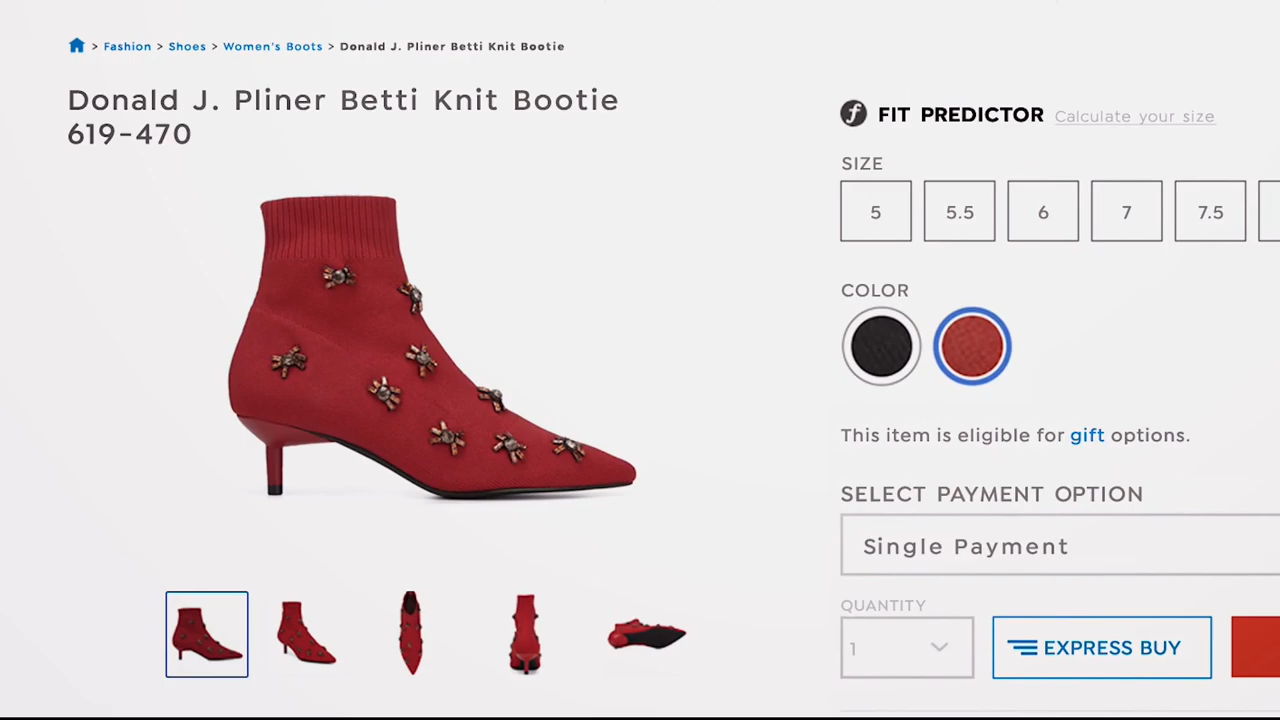 > Fashion > Shoes > Women's Boots > Donald J. Pliner Betti Knit Bootie
Donald J. Pliner Betti Knit Bootie
619-470
f FIT PREDICTOR Calculate your size
SIZE
5 5.5 6 7 7.5
COLOR
This item is eligible for gift options.
SELECT PAYMENT OPTION
Single Payment
QUANTITY
1
EXPRESS BUY